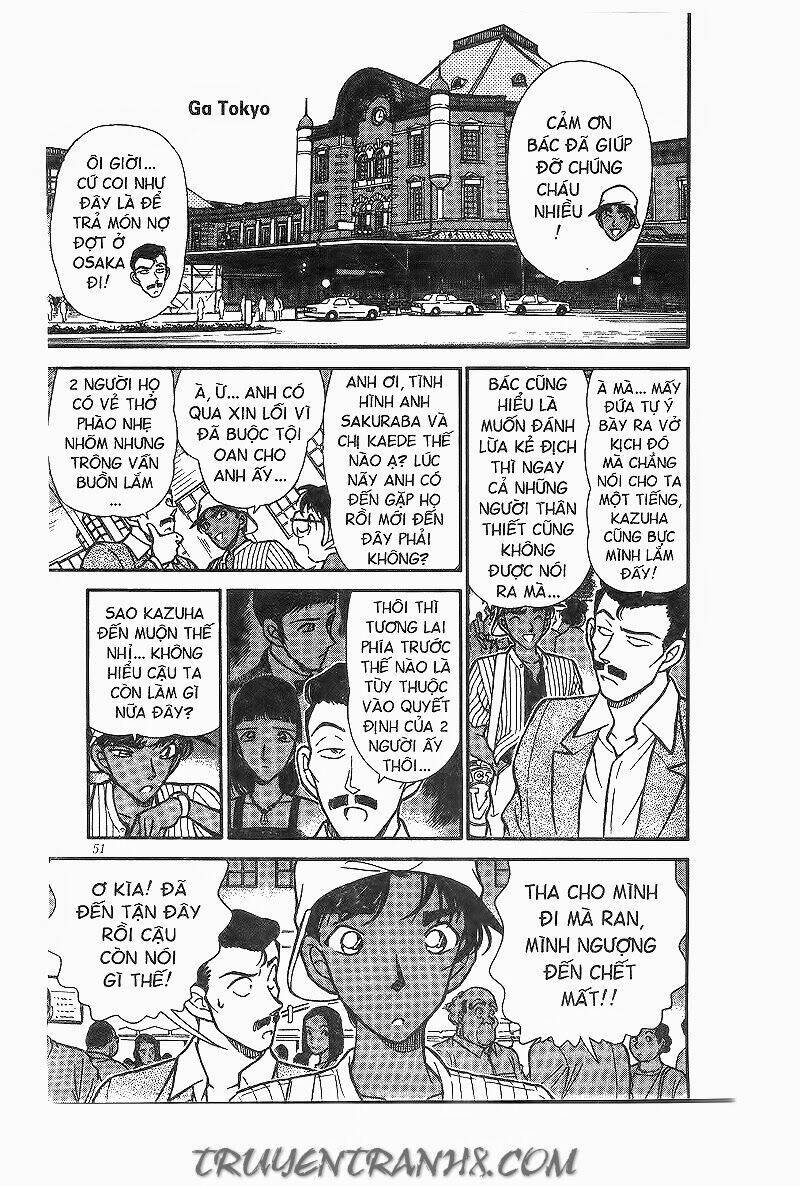 Ga Tokyo
CẢM ƠN
BÁC ĐÃ GIÚP
ĐỠ CHÚNG
CHÁU
NHIỀU
!
ÔI GIỜI...
CỨ COI NHƯ
ĐÂY LÀ ĐỂ
TRẢ MÓN NỢ
ĐỢT Ở
OSAKA
ĐI!
À MÀ... MẤY
ĐỨA TỰ Ý
BÀY RA VỞ
KỊCH ĐÓ
MÀ CHẲNG
NÓI CHO TA
MỘT TIẾNG,
KAZUHA
CŨNG BỰC
MÌNH LẮM
ĐẤY!
BÁC CŨNG
HIỂU LÀ
MUỐN ĐÁNH
LỪA KẺ ĐỊCH
THÌ NGAY
CẢ NHỮNG
NGƯỜI THÂN
THIẾT CŨNG
KHÔNG
ĐƯỢC NÓI
RA MÀ...
ANH ƠI, TÌNH
HÌNH ANH
SAKURABA VÀ
CHỊ KAEDE THẾ
NÀO Ạ? LÚC
NÃY ANH CÓ
ĐẾN GẶP HỌ
RỒI MỚI ĐẾN
ĐÂY PHẢI
KHÔNG?
À, Ừ... ANH CÓ
QUA XIN LỖI VÌ
ĐÃ BUỘC TỘI
OAN CHO
ANH ẤY...
2 NGƯỜI HỌ
CÓ VẺ THỞ
PHÀO NHẸ
NHÕM NHƯNG
TRÔNG VẪN
BUỒN LẮM
...
THÔI THÌ
TƯƠNG LAI
PHÍA TRƯỚC
THẾ NÀO LÀ
TÙY THUỘC
VÀO QUYẾT
ĐỊNH CỦA 2
NGƯỜI ẤY
THÔI...
SAO KAZUHA
ĐẾN MUỘN THẾ
NHỈ... KHÔNG
HIỂU CẬU TA
CÒN LÀM GÌ
NỮA ĐÂY?
51
THA CHO MÌNH
ĐI MÀ RAN,
MÌNH NGƯỢNG
ĐẾN CHẾT
MẤT!!
Ơ KÌA! ĐÃ
ĐẾN TẬN ĐÂY
RỒI CẬU
CÒN NÓI
GÌ THẾ!
TRUYENTRANH8.COM